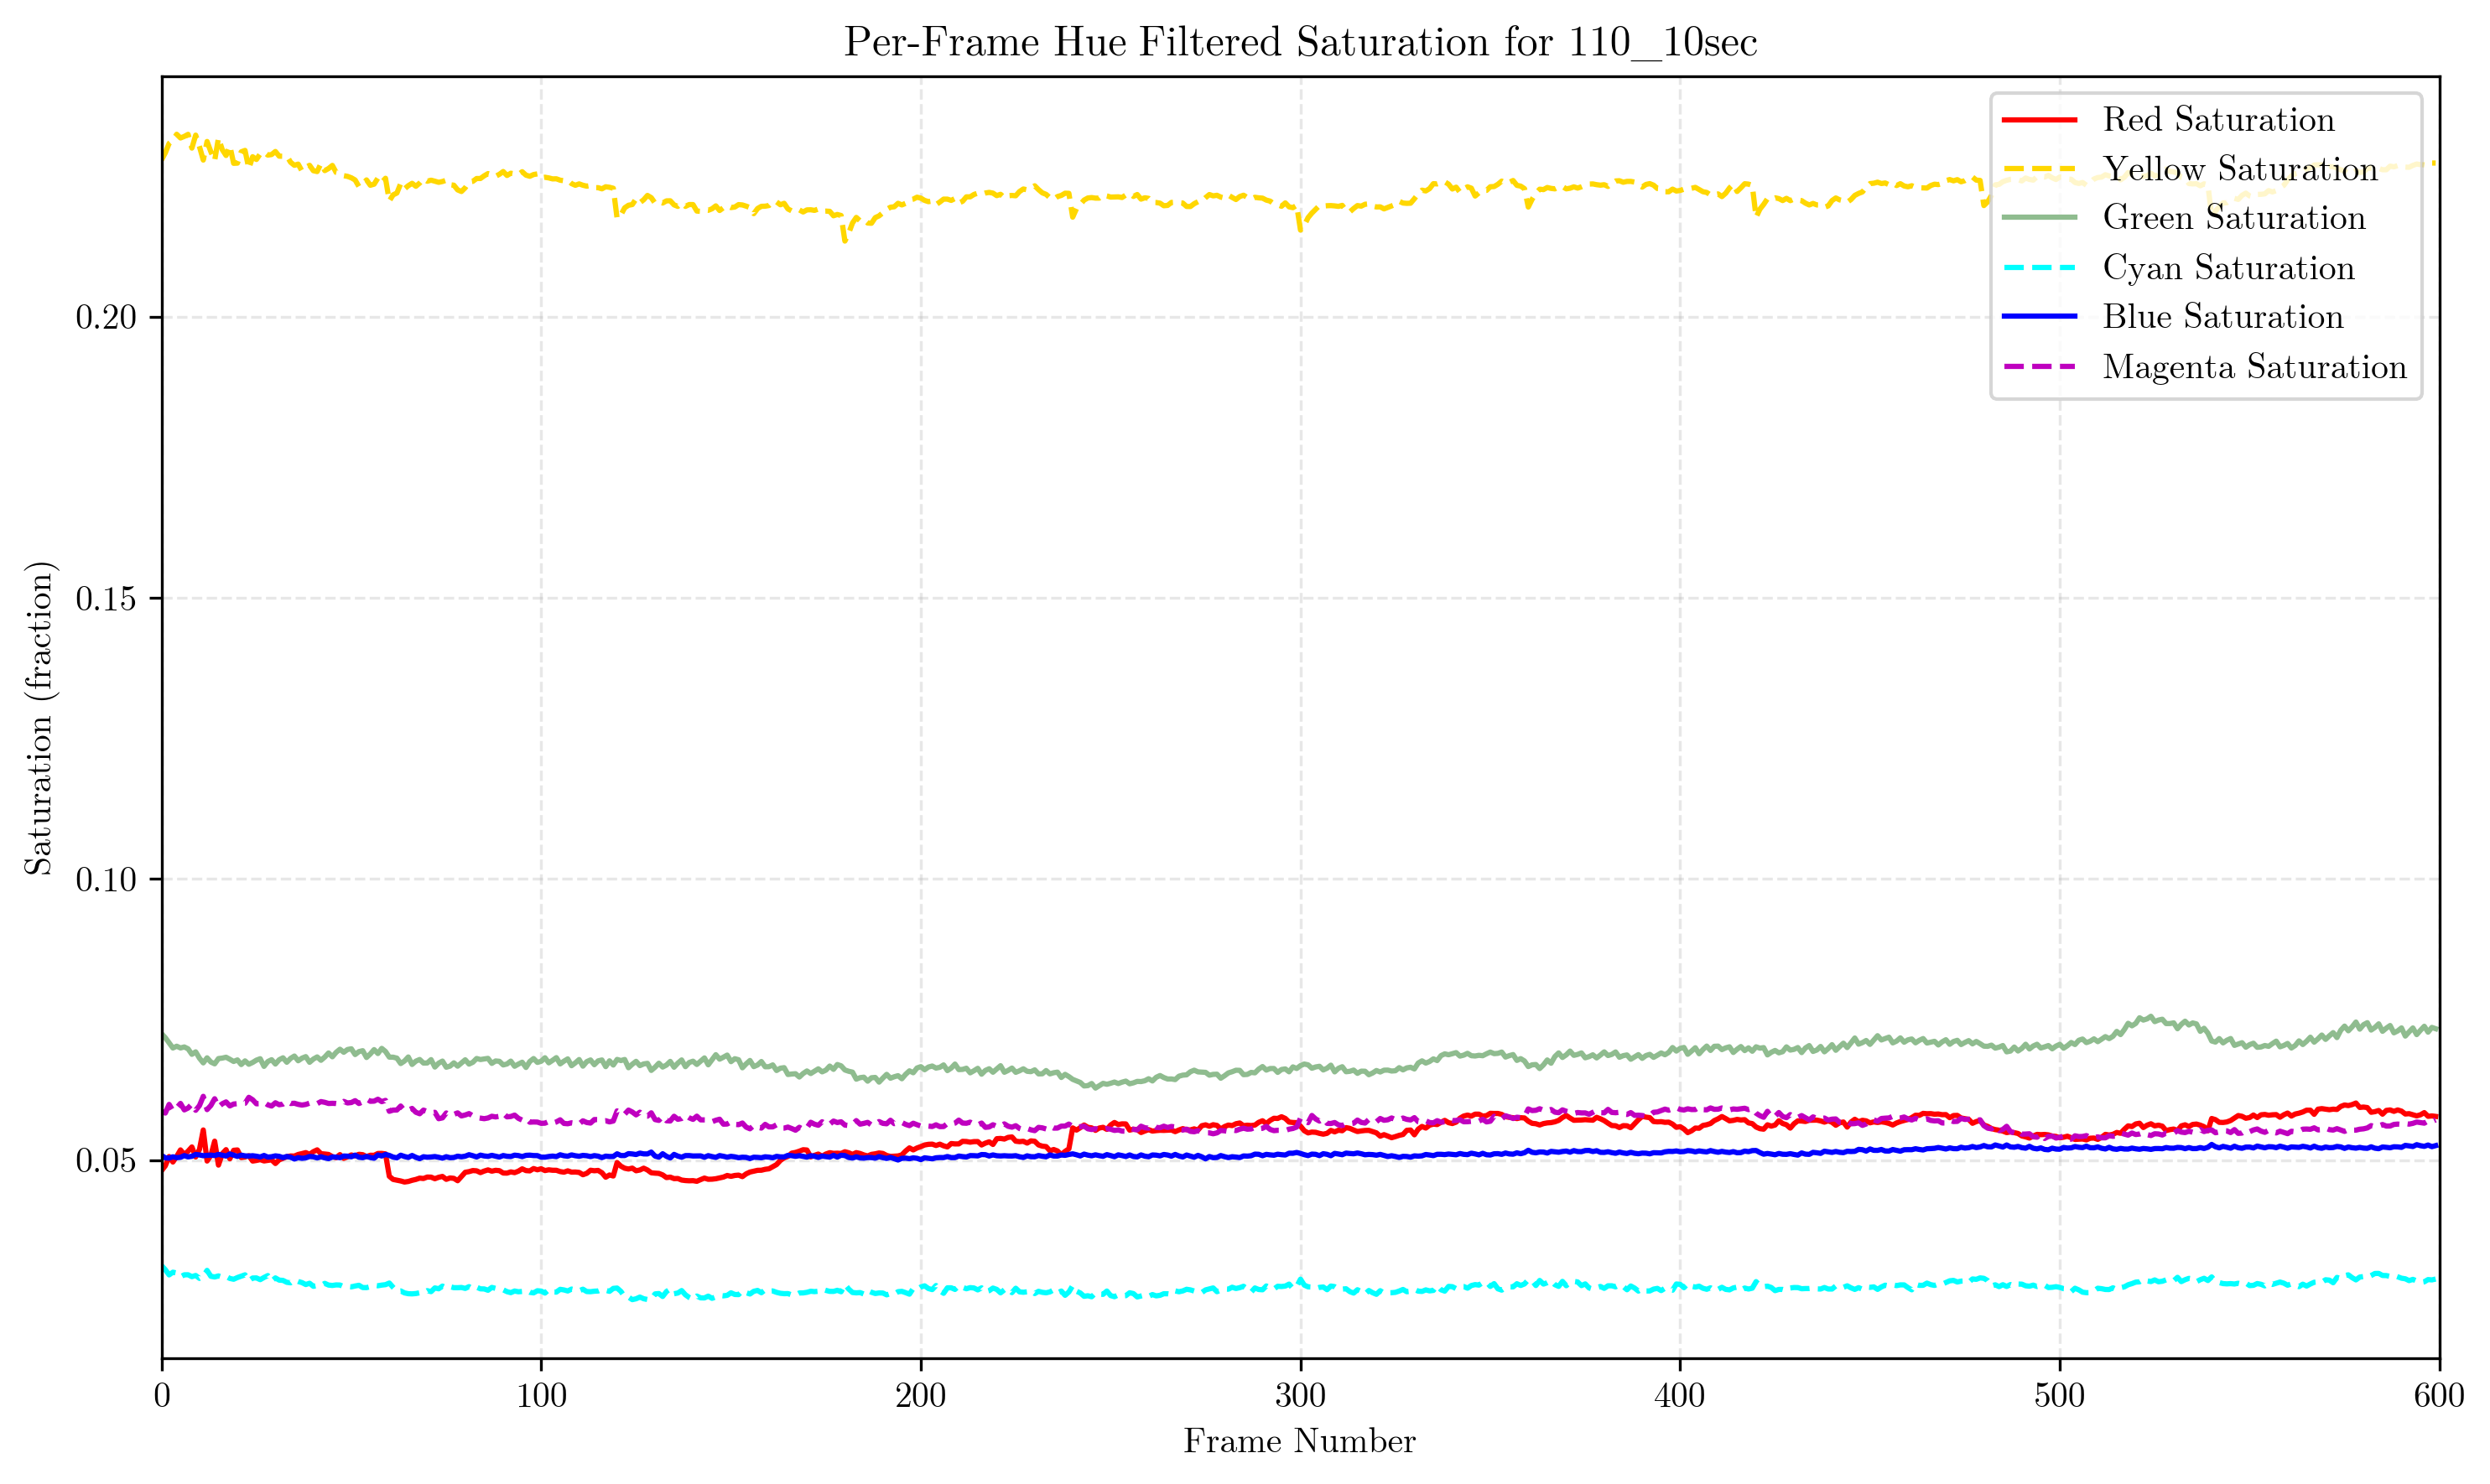 Per-Frame Hue Filtered Saturation for 110__10sec
Red Saturation
Yellow Saturation
Green Saturation
Cyan Saturation
Blue Saturation
Magenta Saturation
Saturation (fraction)
0.20
0.15
0.10
0.05
0 100 200 300 400 500 600
Frame Number